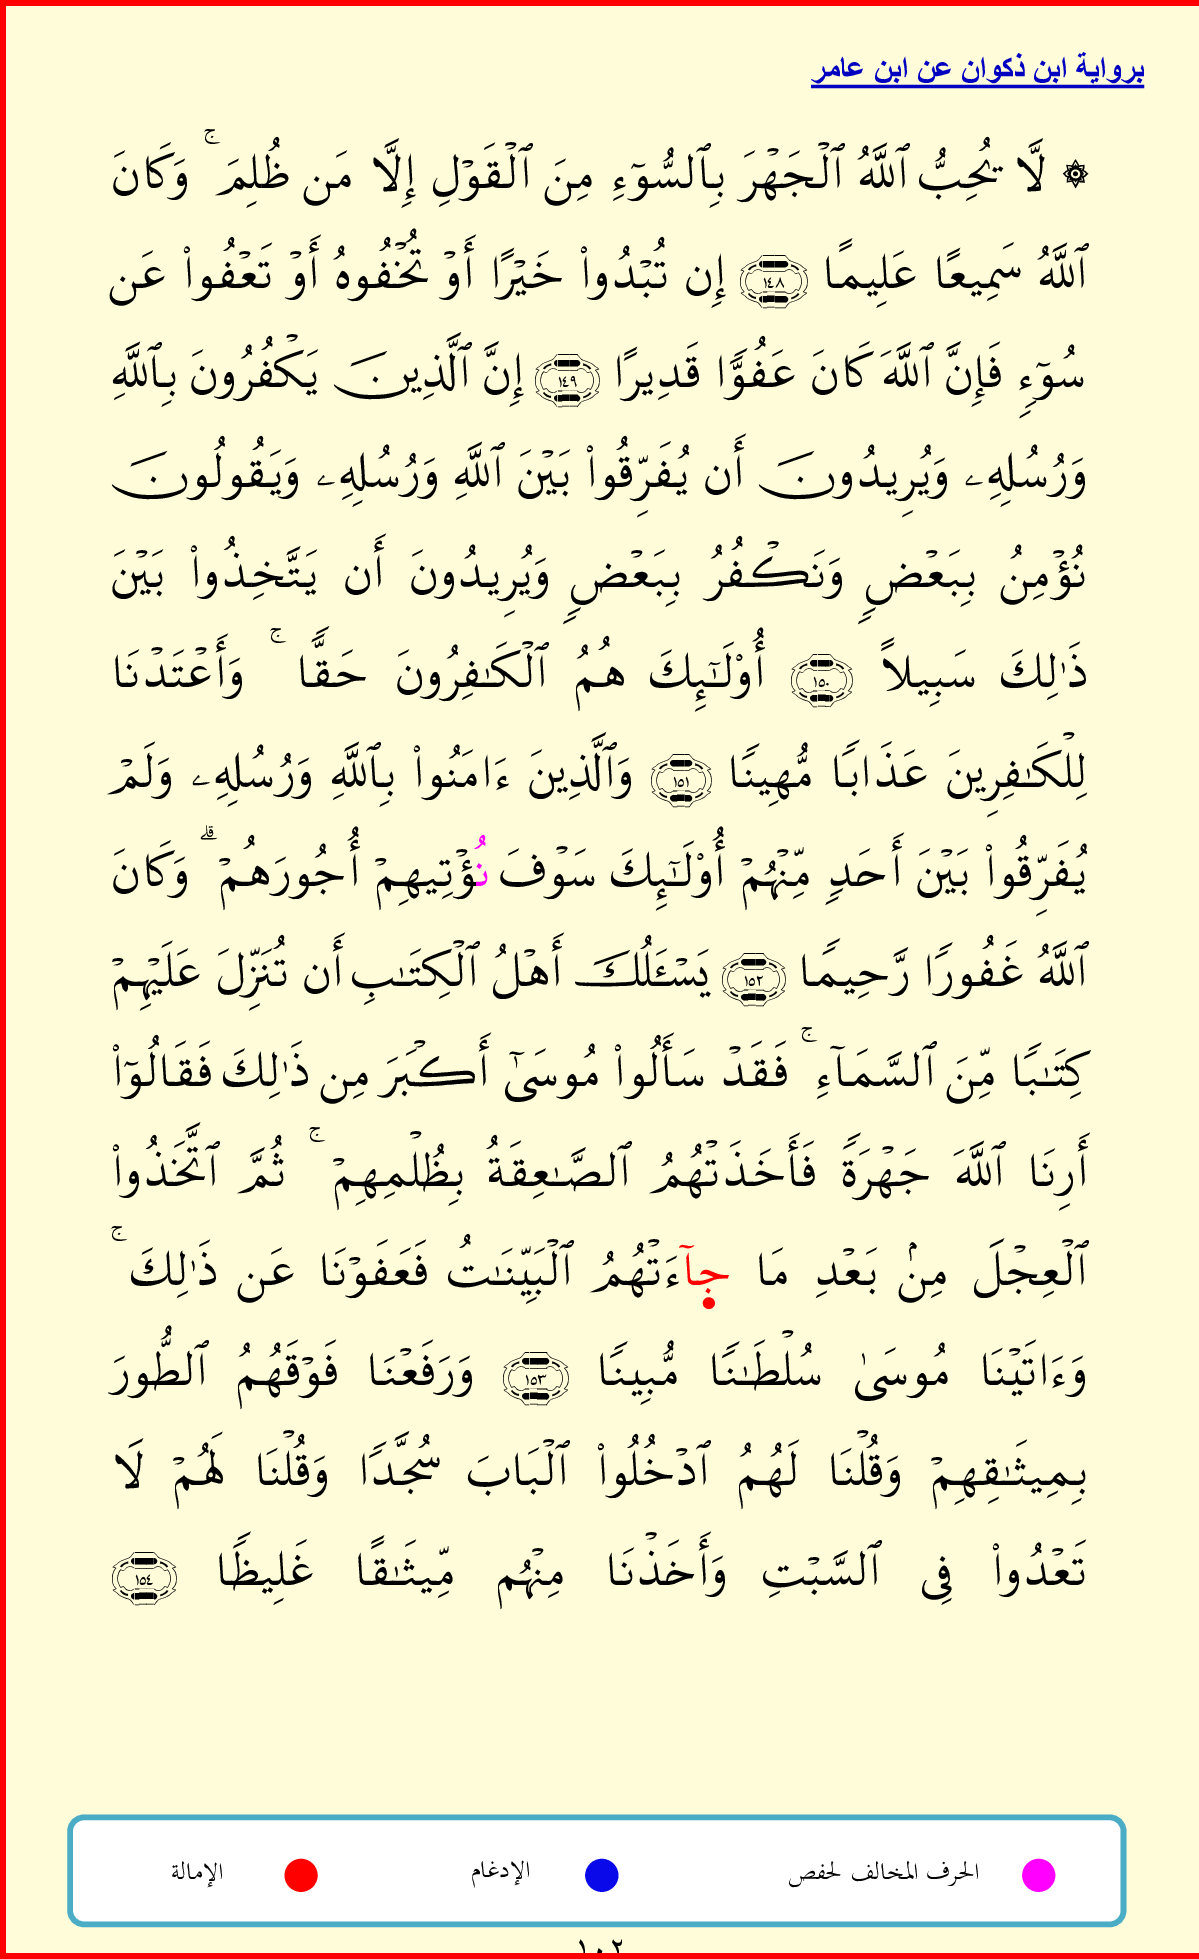 برواية ابن ذكوان عن ابن عامر
۞ لَّا يُحِبُّ ٱللَّهُ ٱلْجَهْرَ بِٱلسُّوٓءِ مِنَ ٱلْقَوْلِ إِلَّا مَن ظُلِمَ ۚ وَكَانَ
ٱللَّهُ سَمِيعًا عَلِيمًا ١٤٨ إِن تُبْدُوا۟ خَيْرًا أَوْ تُخْفُوهُ أَوْ تَعْفُوا۟ عَن
سُوٓءٍ فَإِنَّ ٱللَّهَ كَانَ عَفُوًّا قَدِيرًا ١٤٩ إِنَّ ٱلَّذِينَ يَكْفُرُونَ بِٱللَّهِ
وَرُسُلِهِۦ وَيُرِيدُونَ أَن يُفَرِّقُوا۟ بَيْنَ ٱللَّهِ وَرُسُلِهِۦ وَيَقُولُونَ
نُؤْمِنُ بِبَعْضٍ وَنَكْفُرُ بِبَعْضٍ وَيُرِيدُونَ أَن يَتَّخِذُوا۟ بَيْنَ
ذَٰلِكَ سَبِيلاً ١٥٠ أُو۟لَـٰٓئِكَ هُمُ ٱلْكَـٰفِرُونَ حَقًّا ۚ وَأَعْتَدْنَا
لِلْكَـٰفِرِينَ عَذَابًا مُّهِينًا ١٥١ وَٱلَّذِينَ ءَامَنُوا۟ بِٱللَّهِ وَرُسُلِهِۦ وَلَمْ
يُفَرِّقُوا۟ بَيْنَ أَحَدٍ مِّنْهُمْ أُو۟لَـٰٓئِكَ سَوْفَ نُؤْتِيهِمْ أُجُورَهُمْ ۗ وَكَانَ
ٱللَّهُ غَفُورًا رَّحِيمًا ١٥٢ يَسْـَٔلُكَ أَهْلُ ٱلْكِتَـٰبِ أَن تُنَزِّلَ عَلَيْهِمْ
كِتَـٰبًا مِّنَ ٱلسَّمَآءِ ۚ فَقَدْ سَأَلُوا۟ مُوسَىٰٓ أَكْبَرَ مِن ذَٰلِكَ فَقَالُوٓا۟
أَرِنَا ٱللَّهَ جَهْرَةً فَأَخَذَتْهُمُ ٱلصَّـٰعِقَةُ بِظُلْمِهِمْ ۚ ثُمَّ ٱتَّخَذُوا۟
ٱلْعِجْلَ مِنۢ بَعْدِ مَا جآءَتْهُمُ ٱلْبَيِّنَـٰتُ فَعَفَوْنَا عَن ذَٰلِكَ ۚ
وَءَاتَيْنَا مُوسَىٰ سُلْطَـٰنًا مُّبِينًا ١٥٣ وَرَفَعْنَا فَوْقَهُمُ ٱلطُّورَ
بِمِيثَـٰقِهِمْ وَقُلْنَا لَهُمُ ٱدْخُلُوا۟ ٱلْبَابَ سُجَّدًا وَقُلْنَا لَهُمْ لَا
تَعْدُوا۟ فِى ٱلسَّبْتِ وَأَخَذْنَا مِنْهُم مِّيثَـٰقًا غَلِيظًا ١٥٤
الحرف المخالف لحفص الإدغام الإمالة
١٠٢